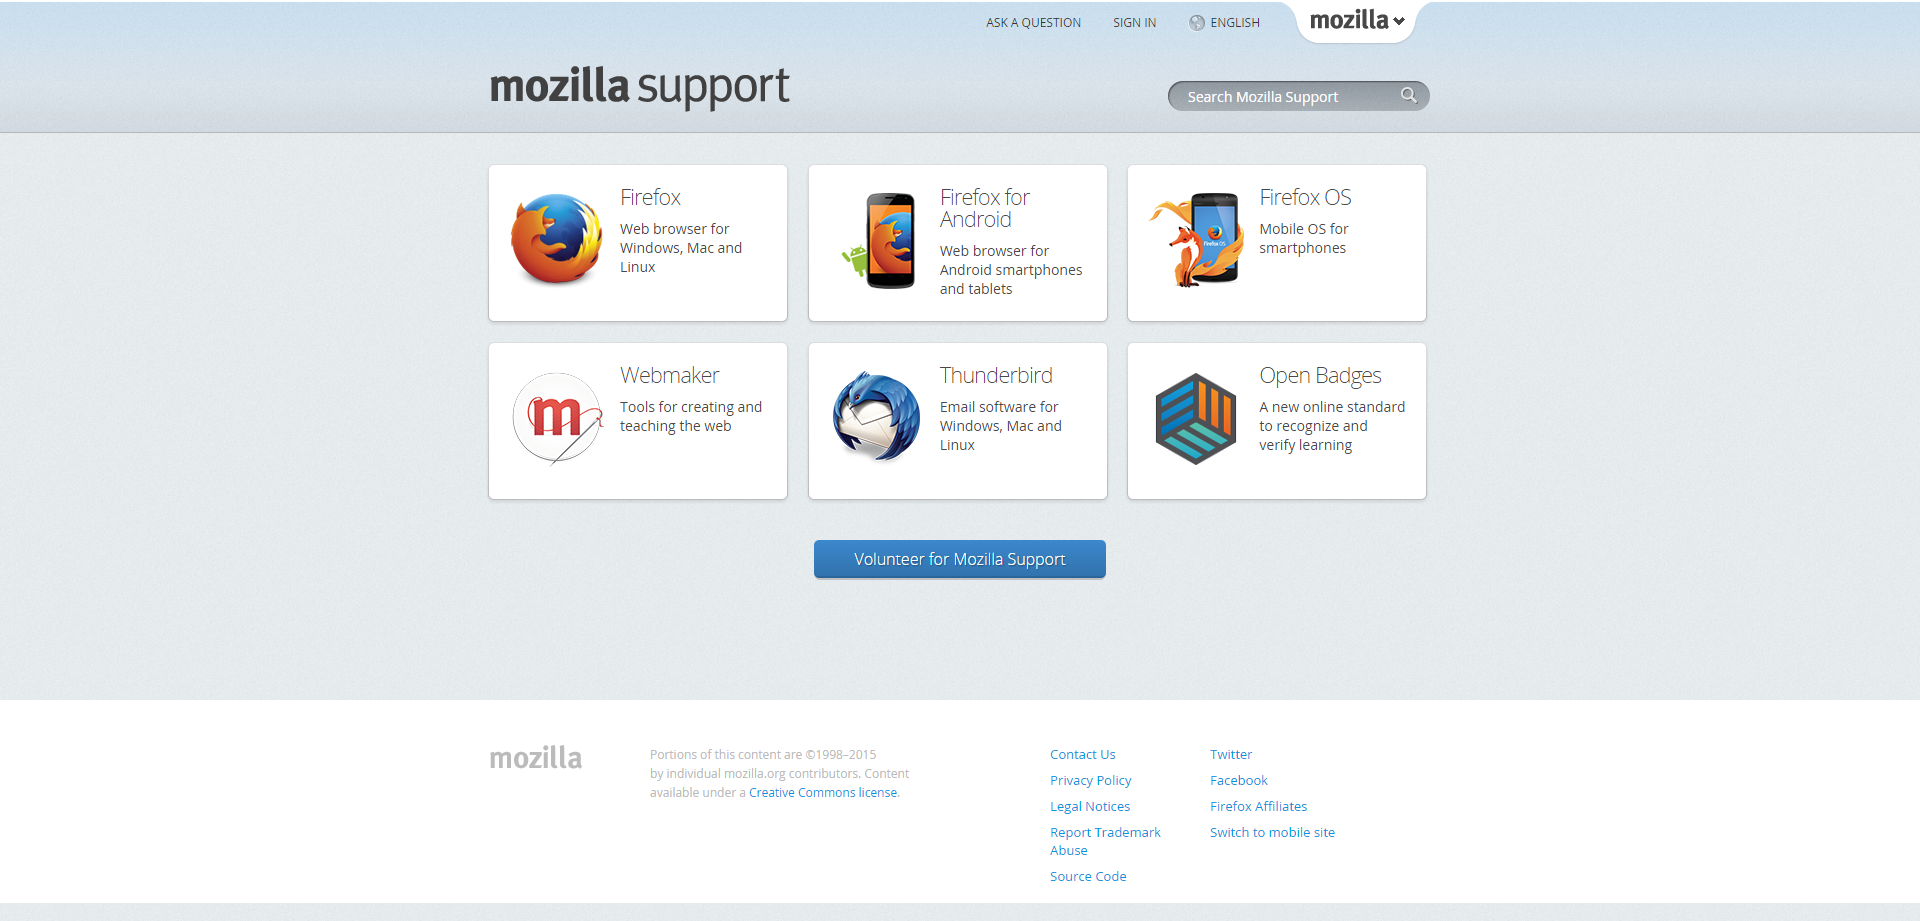 ASK A QUESTION SIGN IN ENGLISH mozilla
mozilla support
Search Mozilla Support
Firefox
Web browser for
Windows, Mac and
Linux
Firefox for
Android
Web browser for
Android smartphones
and tablets
Firefox OS
Firefox OS
Mobile OS for
smartphones
m
Webmaker
Tools for creating and
teaching the web
Thunderbird
Email software for
Windows, Mac and
Linux
Open Badges
A new online standard
to recognize and
verify learning
Volunteer for Mozilla Support
mozilla
Portions of this content are ©1998–2015
by individual mozilla.org contributors. Content
available under a Creative Commons license.
Contact Us
Privacy Policy
Legal Notices
Report Trademark
Abuse
Source Code
Twitter
Facebook
Firefox Affiliates
Switch to mobile site